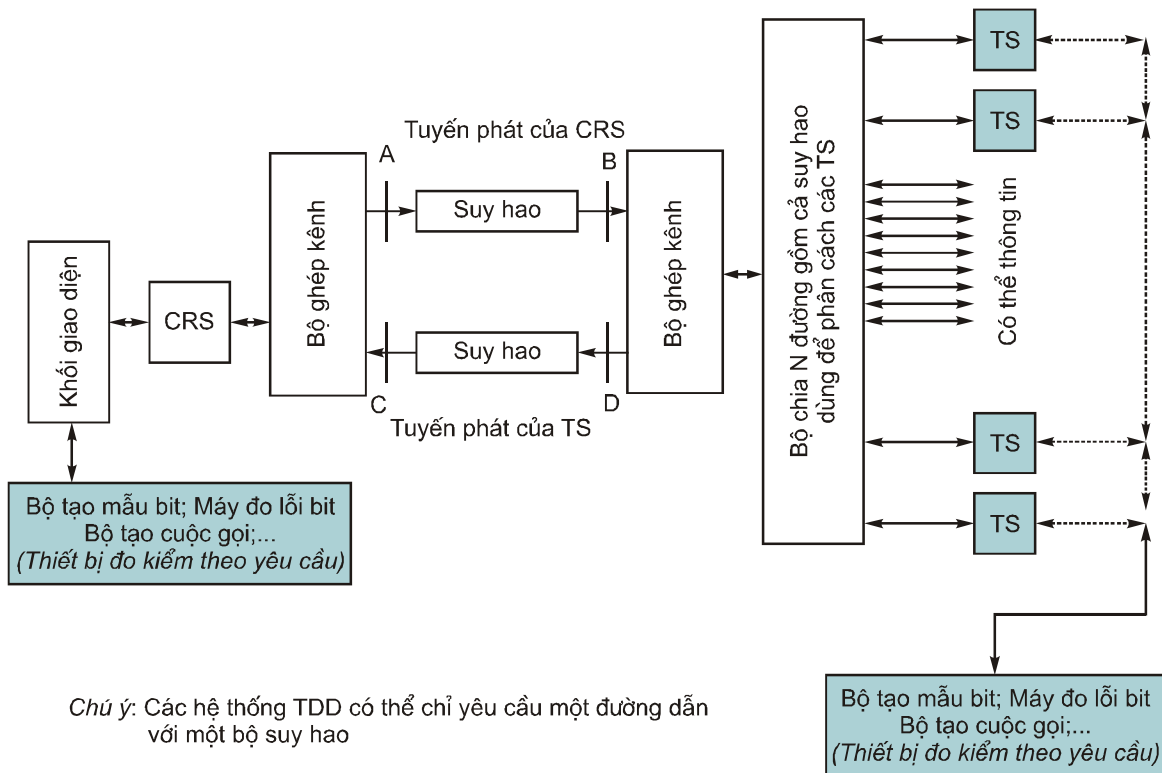 TS
TS
Tuyến phát của CRS
A
B
Bộ ghép kênh
Suy hao
Bộ ghép kênh
Bộ chia N đường gồm cả suy hao
dùng để phân cách các TS
Có thể thông tin
Khối giao diện
CRS
Suy hao
C
D
Tuyến phát của TS
TS
TS
Bộ tạo mẫu bit; Máy đo lỗi bit
Bộ tạo cuộc gọi;...
(Thiết bị đo kiểm theo yêu cầu)
Bộ tạo mẫu bit; Máy đo lỗi bit
Bộ tạo cuộc gọi;...
(Thiết bị đo kiểm theo yêu cầu)
Chú ý: Các hệ thống TDD có thể chỉ yêu cầu một đường dẫn
với một bộ suy hao